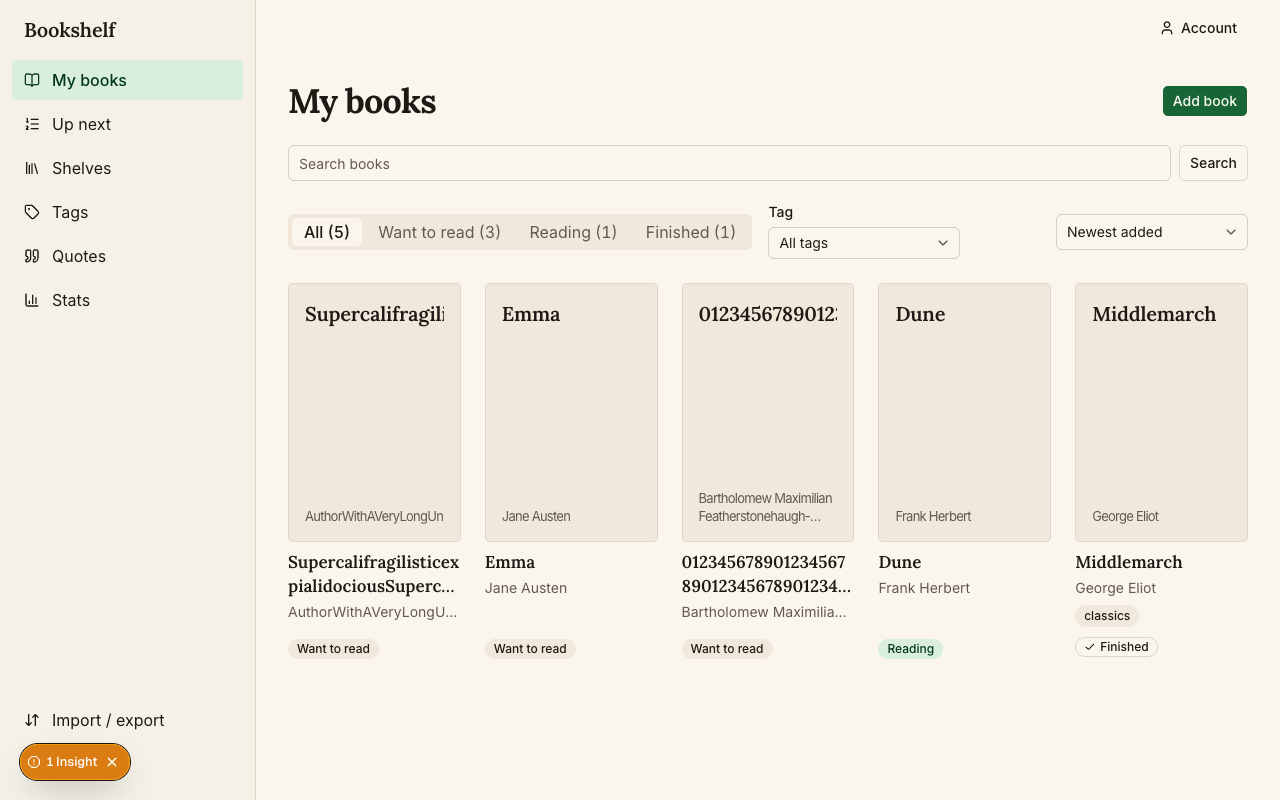 Bookshelf
My books
Up next
Shelves
Tags
Quotes
Stats
Import / export
1 Insight
Account
My books
Add book
Search books
Search
All (5)
Want to read (3)
Reading (1)
Finished (1)
Tag
All tags
Newest added
Supercalifragili
AuthorWithAVeryLongUn
Supercalifragilisticex
pialidociousSuperc...
AuthorWithAVeryLongU...
Want to read
Emma
Jane Austen
Emma
Jane Austen
Want to read
01234567890123
Bartholomew Maximilian
Featherstonehaugh-...
012345678901234567
89012345678901234...
Bartholomew Maximilia...
Want to read
Dune
Frank Herbert
Dune
Frank Herbert
Reading
Middlemarch
George Eliot
Middlemarch
George Eliot
classics
Finished